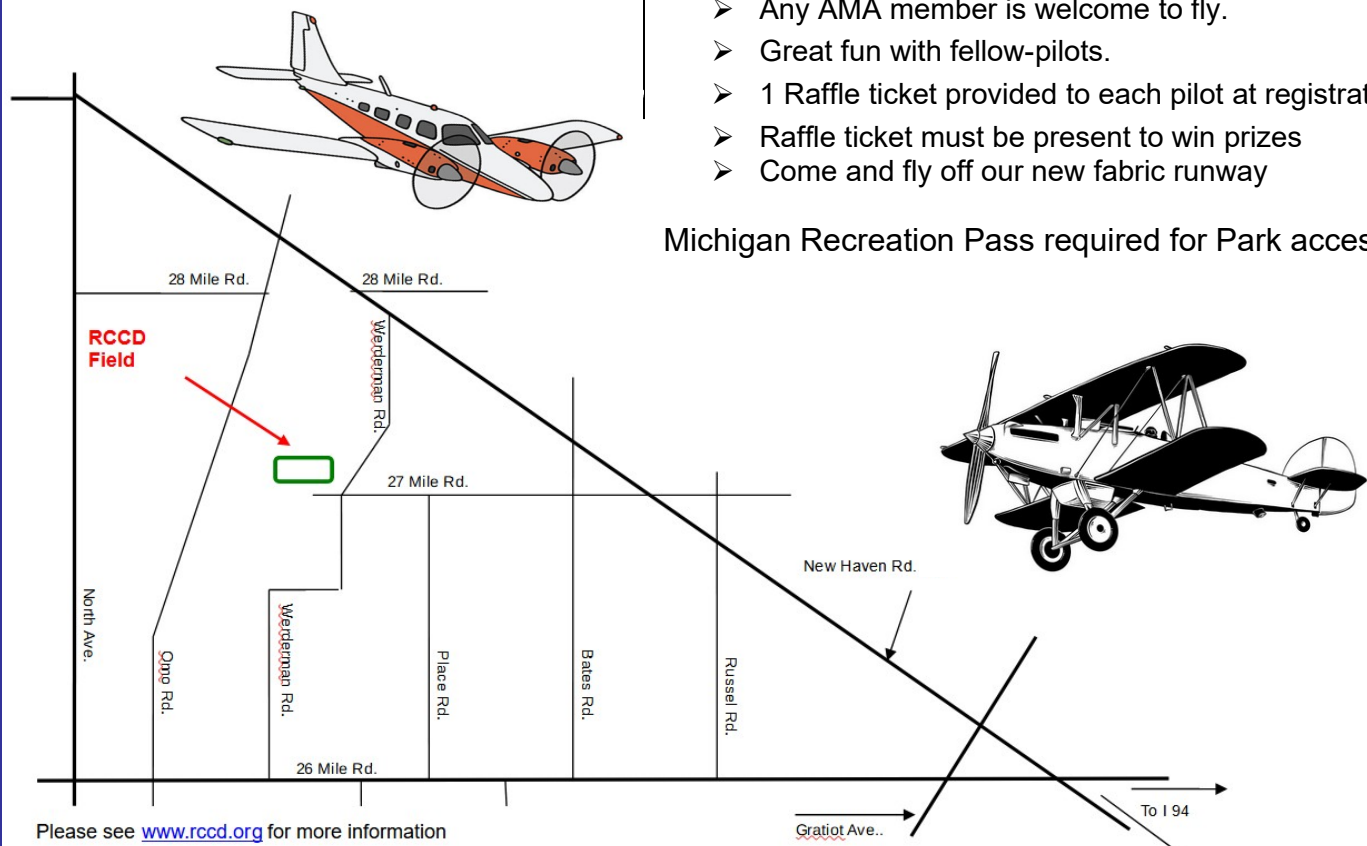 ➢ Any AMA member is welcome to fly.
➢ Great fun with fellow-pilots.
➢ 1 Raffle ticket provided to each pilot at registrat
➢ Raffle ticket must be present to win prizes
➢ Come and fly off our new fabric runway
Michigan Recreation Pass required for Park acces
28 Mile Rd.
28 Mile Rd.
RCCD
Field
Werderman Rd.
27 Mile Rd.
New Haven Rd.
North Ave.
Omo Rd.
Werderman Rd.
Place Rd.
Bates Rd.
Russel Rd.
26 Mile Rd.
To I 94
Gratiot Ave..
Please see www.rccd.org for more information